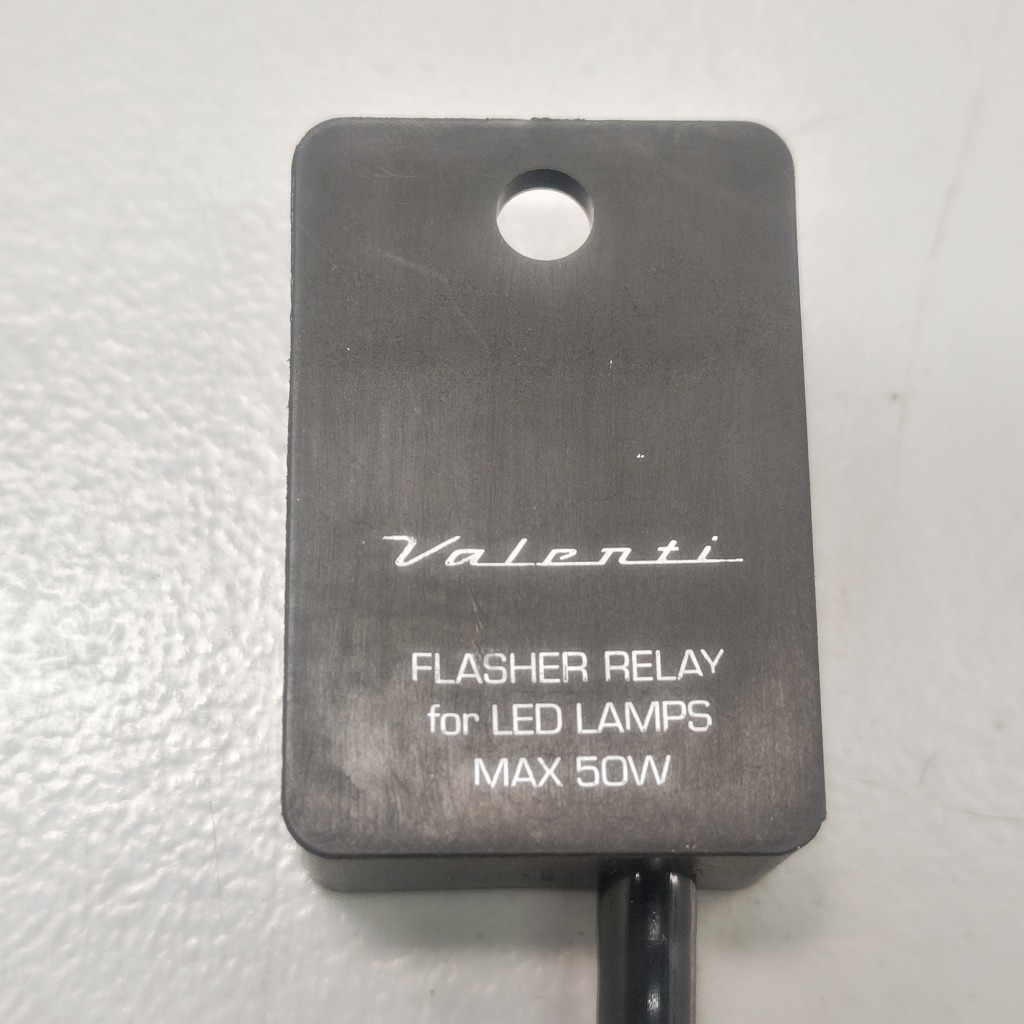 Valenti
FLASHER RELAY
for LED LAMPS
MAX 50W